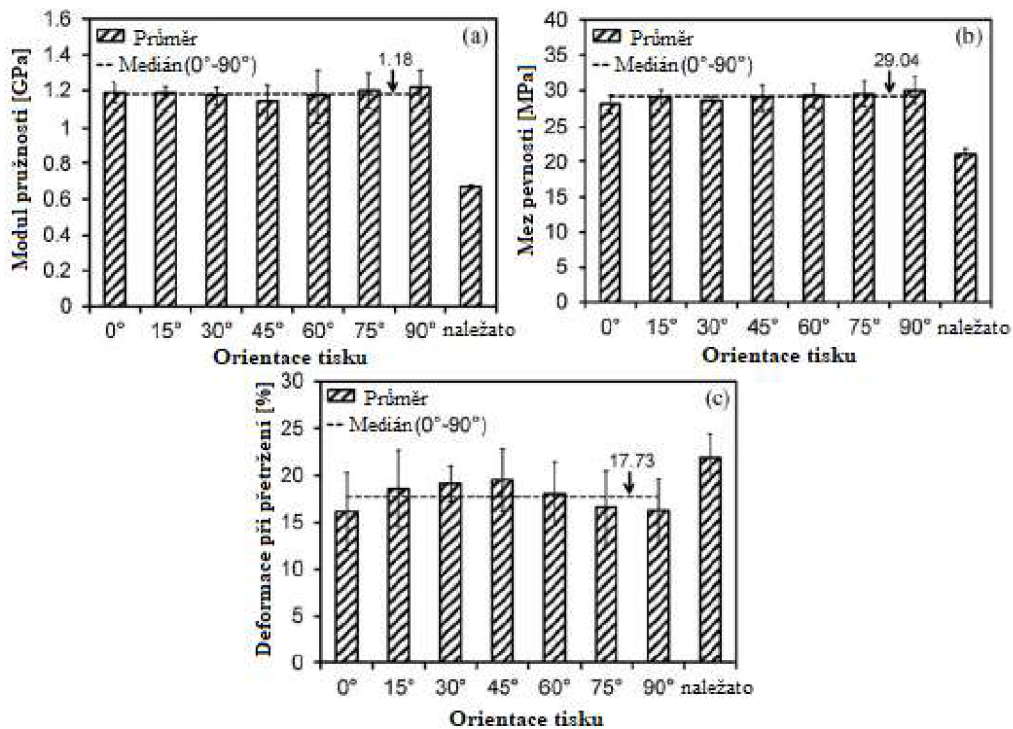 (a)
Průměr
Medián(0°-90°)
1.18
Modul pružnosti [GPa]
1.6
1.4
1.2
1
0.8
0.6
0.4
0.2
0
0° 15° 30° 45° 60° 75° 90° naležato
Orientace tisku
(b)
Průměr
Medián(0°-90°)
29.04
Mez pevnosti [MPa]
40
35
30
25
20
15
10
5
0
0° 15° 30° 45° 60° 75° 90° naležato
Orientace tisku
(c)
Průměr
Medián(0°-90°)
17.73
Deformace při přetržení [%]
30
25
20
15
10
5
0
0° 15° 30° 45° 60° 75° 90° naležato
Orientace tisku